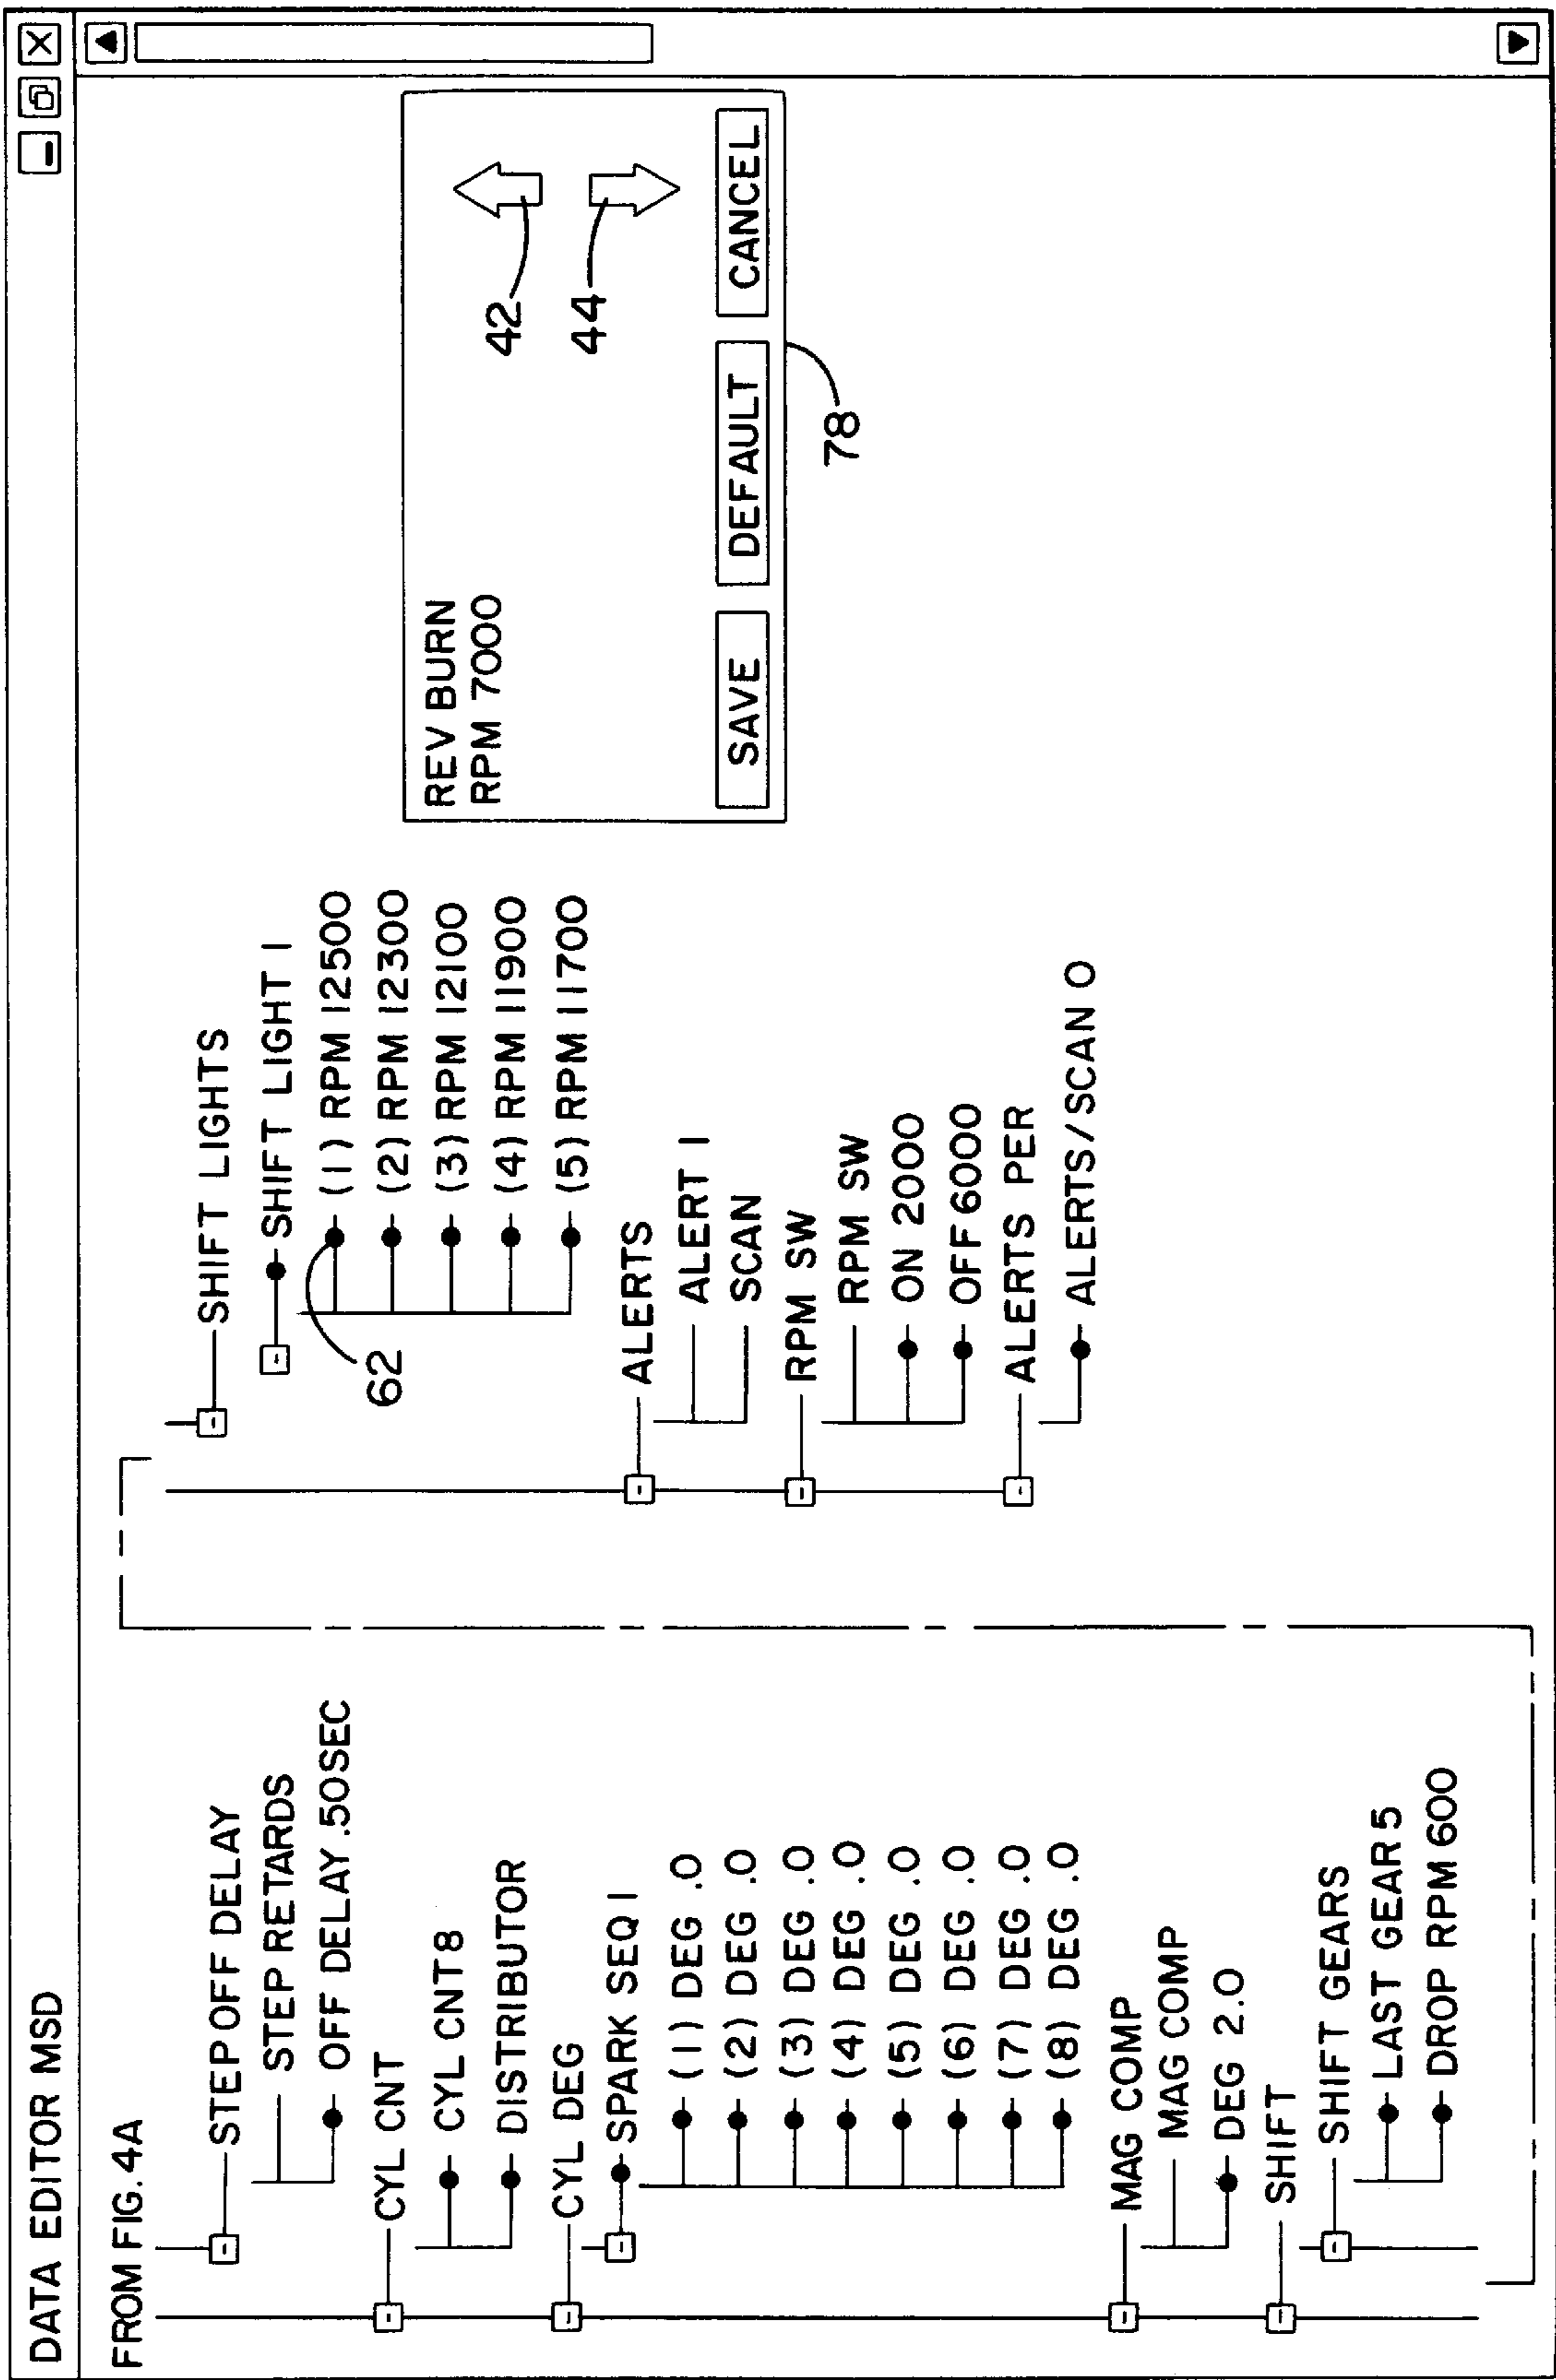 DATA EDITOR MSD
FROM FIG. 4A
STEP OFF DELAY
STEP RETARDS
OFF DELAY .50SEC
CYL CNT
CYL CNT 8
DISTRIBUTOR
CYL DEG
SPARK SEQ 1
(1) DEG .0
(2) DEG .0
(3) DEG .0
(4) DEG .0
(5) DEG .0
(6) DEG .0
(7) DEG .0
(8) DEG .0
MAG COMP
MAG COMP
DEG 2.0
SHIFT
SHIFT GEARS
LAST GEAR 5
DROP RPM 600
SHIFT LIGHTS
SHIFT LIGHT 1
(1) RPM 12500
(2) RPM 12300
(3) RPM 12100
(4) RPM 11900
(5) RPM 11700
62
ALERTS
ALERT 1
SCAN
RPM SW
RPM SW
ON 2000
OFF 6000
ALERTS PER
ALERTS/SCAN 0
REV BURN
RPM 7000
42
44
SAVE
DEFAULT
CANCEL
78